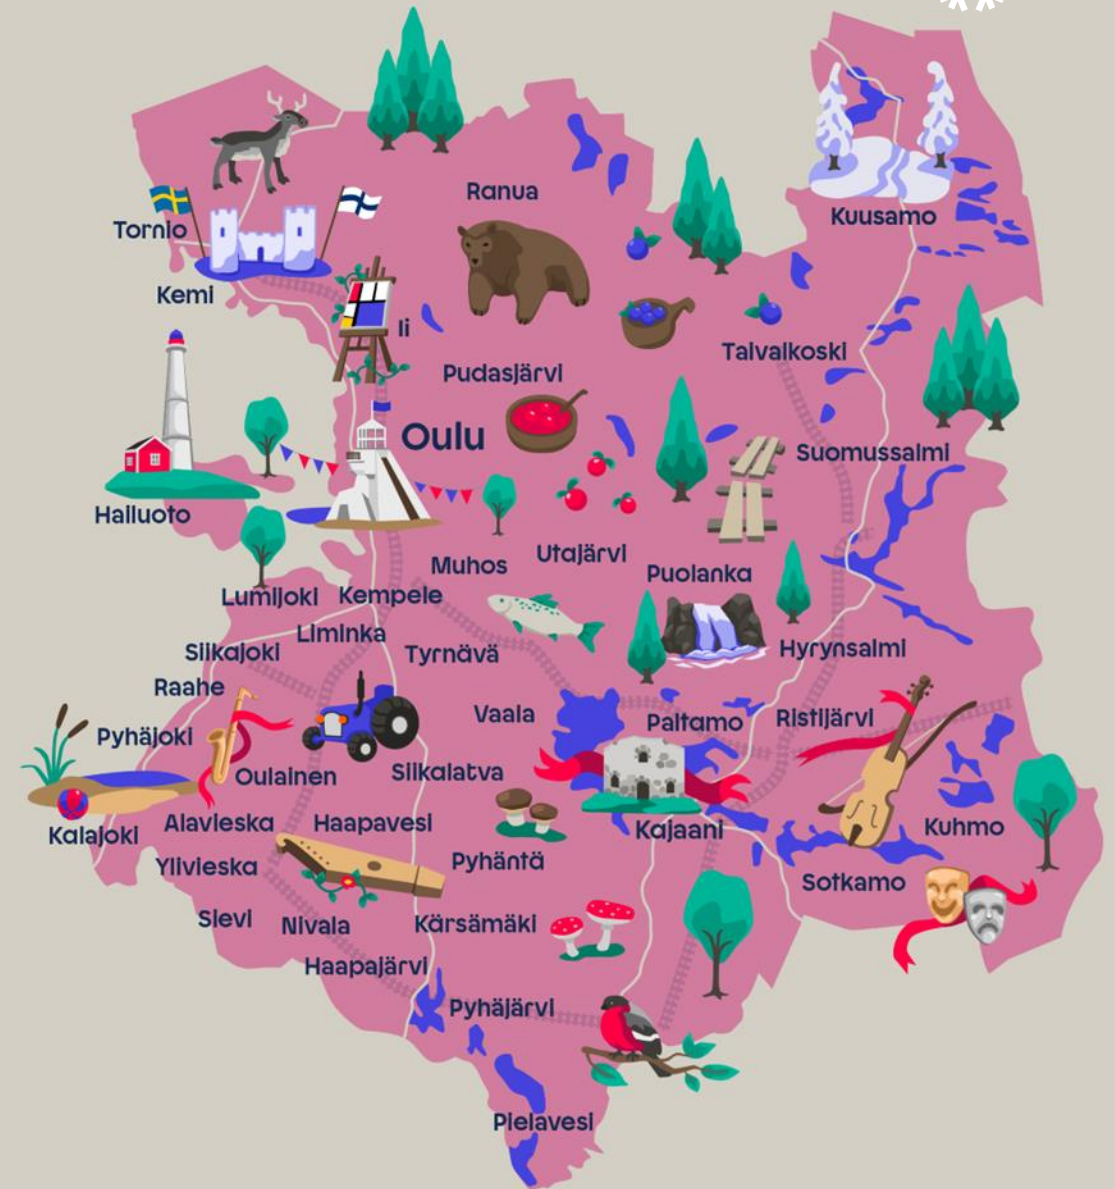 Ranua
Kuusamo
Tornio
Kemi
Ii
Taivalkoski
Pudasjärvi
Oulu
Suomussalmi
Hailuoto
Utajärvi
Muhos
Puolanka
Lumijoki
Kempele
Liminka
Hyrynsalmi
Siikajoki
Tyrnävä
Raahe
Vaala
Paltamo
Ristijärvi
Pyhäjoki
Oulainen
Siikalatva
Kalajoki
Alavieska
Haapavesi
Kajaani
Kuhmo
Ylivieska
Pyhäntä
Sotkamo
Sievi
Nivala
Kärsämäki
Haapajärvi
Pyhäjärvi
Pielavesi